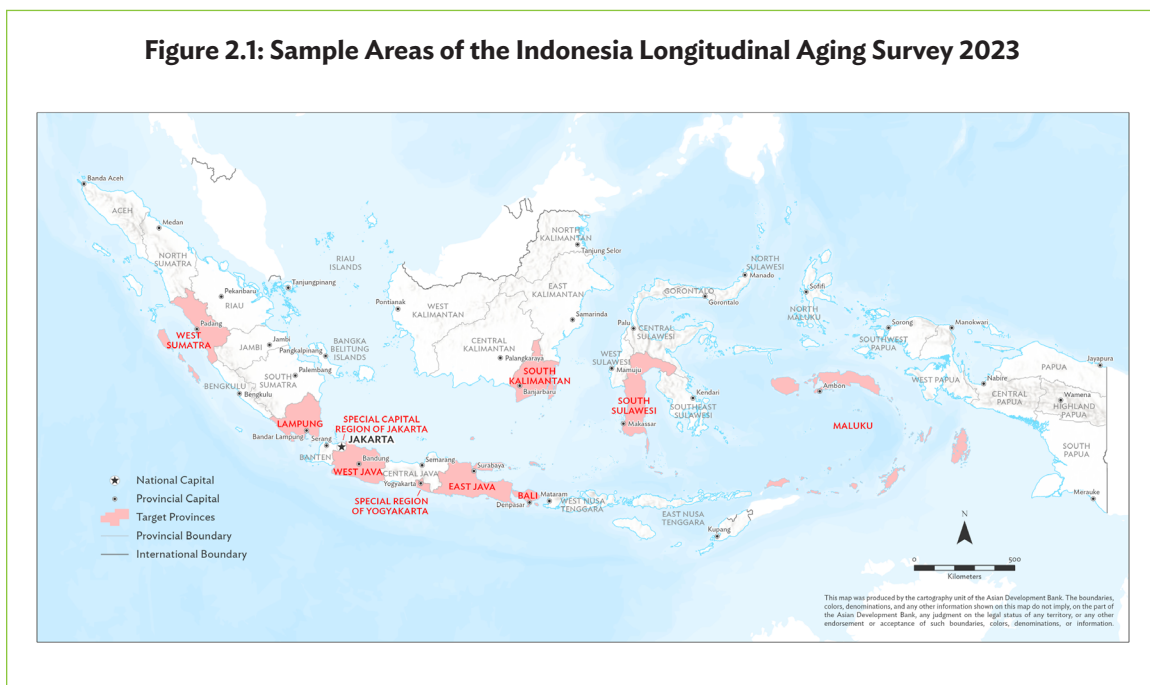 Figure 2.1: Sample Areas of the Indonesia Longitudinal Aging Survey 2023
Banda Aceh
ACEH
Medan
NORTH
SUMATRA
RIAU
ISLANDS
Tanjungpinang
Pekanbaru
RIAU
Padang
WEST
SUMATRA
JAMBI
Jambi
Pangkalpinang
BANGKA
BELITUNG
ISLANDS
SOUTH
SUMATRA
Palembang
BENGKULU
Bengkulu
LAMPUNG
Bandar Lampung
Serang
BANTEN
SPECIAL CAPITAL
REGION OF JAKARTA
JAKARTA
Bandung
WEST JAVA
Semarang
CENTRAL JAVA
Yogyakarta
SPECIAL REGION
OF YOGYAKARTA
Surabaya
EAST JAVA
BALI
Denpasar
Mataram
WEST NUSA
TENGGARA
EAST NUSA
TENGGARA
Kupang
Pontianak
WEST
KALIMANTAN
CENTRAL
KALIMANTAN
Palangkaraya
SOUTH
KALIMANTAN
Banjarbaru
NORTH
KALIMANTAN
Tanjung Selor
EAST
KALIMANTAN
Samarinda
NORTH
SULAWESI
Manado
GORONTALO
Gorontalo
Palu
CENTRAL
SULAWESI
WEST
SULAWESI
Mamuju
SOUTH
SULAWESI
Makassar
Kendari
SOUTHEAST
SULAWESI
Sofifi
NORTH
MALUKU
Ambon
MALUKU
Sorong
SOUTHWEST
PAPUA
Manokwari
WEST PAPUA
Nabire
CENTRAL
PAPUA
Jayapura
PAPUA
Wamena
HIGHLAND
PAPUA
SOUTH
PAPUA
Merauke
National Capital
Provincial Capital
Target Provinces
Provincial Boundary
International Boundary
N
0 500
Kilometers
This map was produced by the cartography unit of the Asian Development Bank. The boundaries,
colors, denominations, and any other information shown on this map do not imply, on the part of
the Asian Development Bank, any judgment on the legal status of any territory, or any other
endorsement or acceptance of such boundaries, colors, denominations, or information.